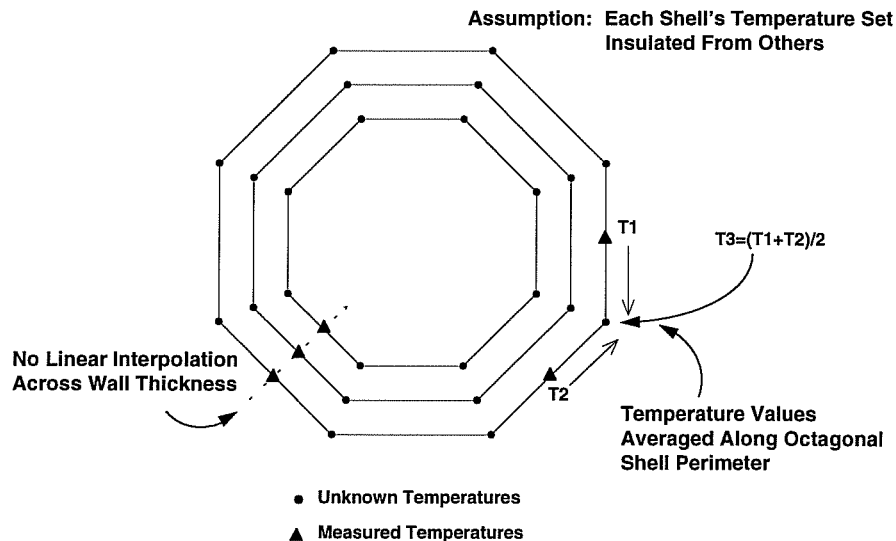 Assumption: Each Shell's Temperature Set
Insulated From Others
T1
T3=(T1+T2)/2
No Linear Interpolation
Across Wall Thickness
T2
Temperature Values
Averaged Along Octagonal
Shell Perimeter
Unknown Temperatures
Measured Temperatures